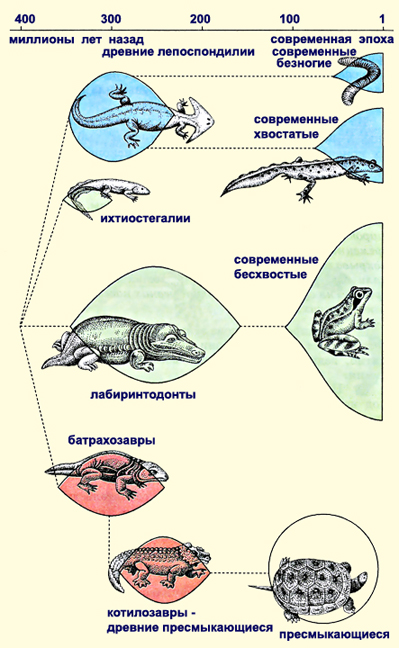 400 300 200 100 1
миллионы лет назад современная эпоха
древние лепоспондилии современные
безногие
современные
хвостатые
ихтиостегалии
современные
бесхвостые
лабиринтодонты
батрахозавры
котилозавры -
древние пресмыкающиеся
пресмыкающиеся